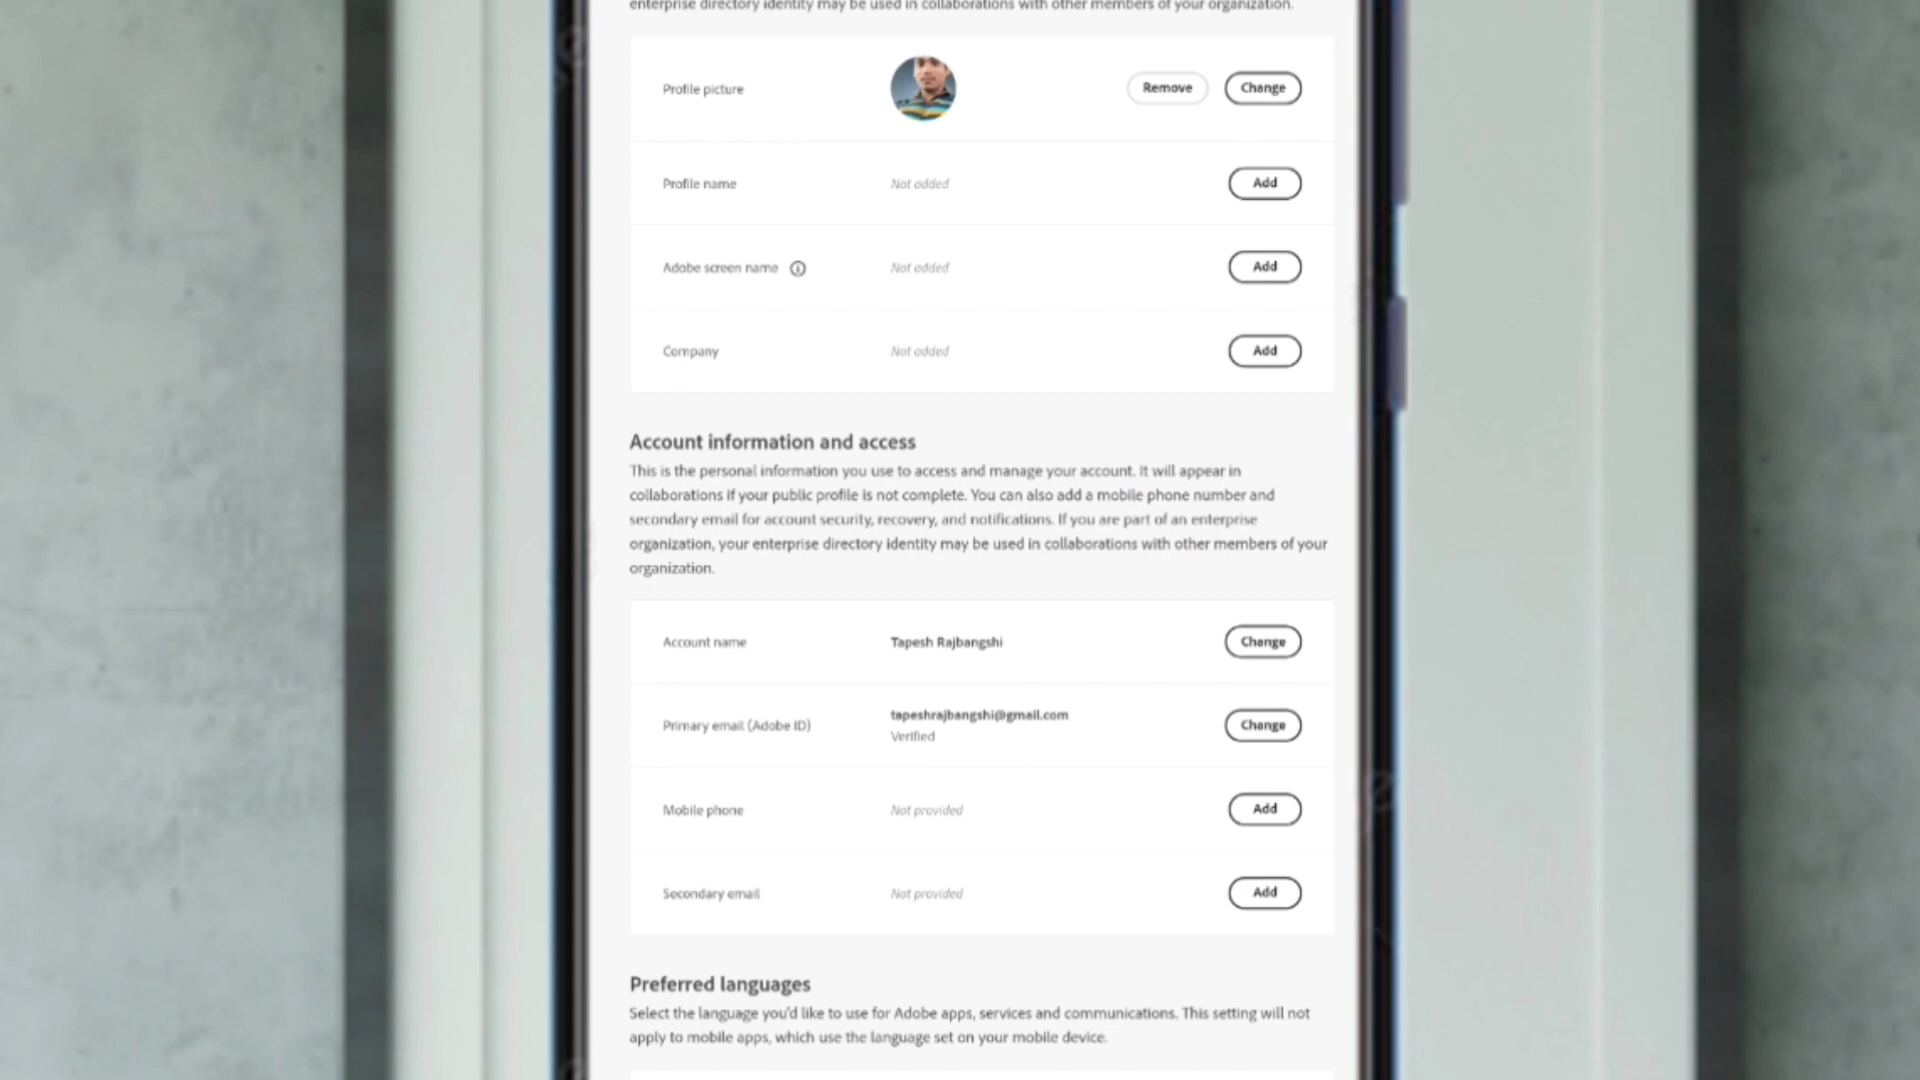 enterprise directory identity may be used in collaborations with other members of your organization.
Profile picture Remove Change
Profile name Not added Add
Adobe screen name Not added Add
Company Not added Add
Account information and access
This is the personal information you use to access and manage your account. It will appear in
collaborations if your public profile is not complete. You can also add a mobile phone number and
secondary email for account security, recovery, and notifications. If you are part of an enterprise
organization, your enterprise directory identity may be used in collaborations with other members of your
organization.
Account name Tapesh Rajbangshi Change
Primary email (Adobe ID) tapeshrajbangshi@gmail.com Change
Verified
Mobile phone Not provided Add
Secondary email Not provided Add
Preferred languages
Select the language you'd like to use for Adobe apps, services and communications. This setting will not
apply to mobile apps, which use the language set on your mobile device.